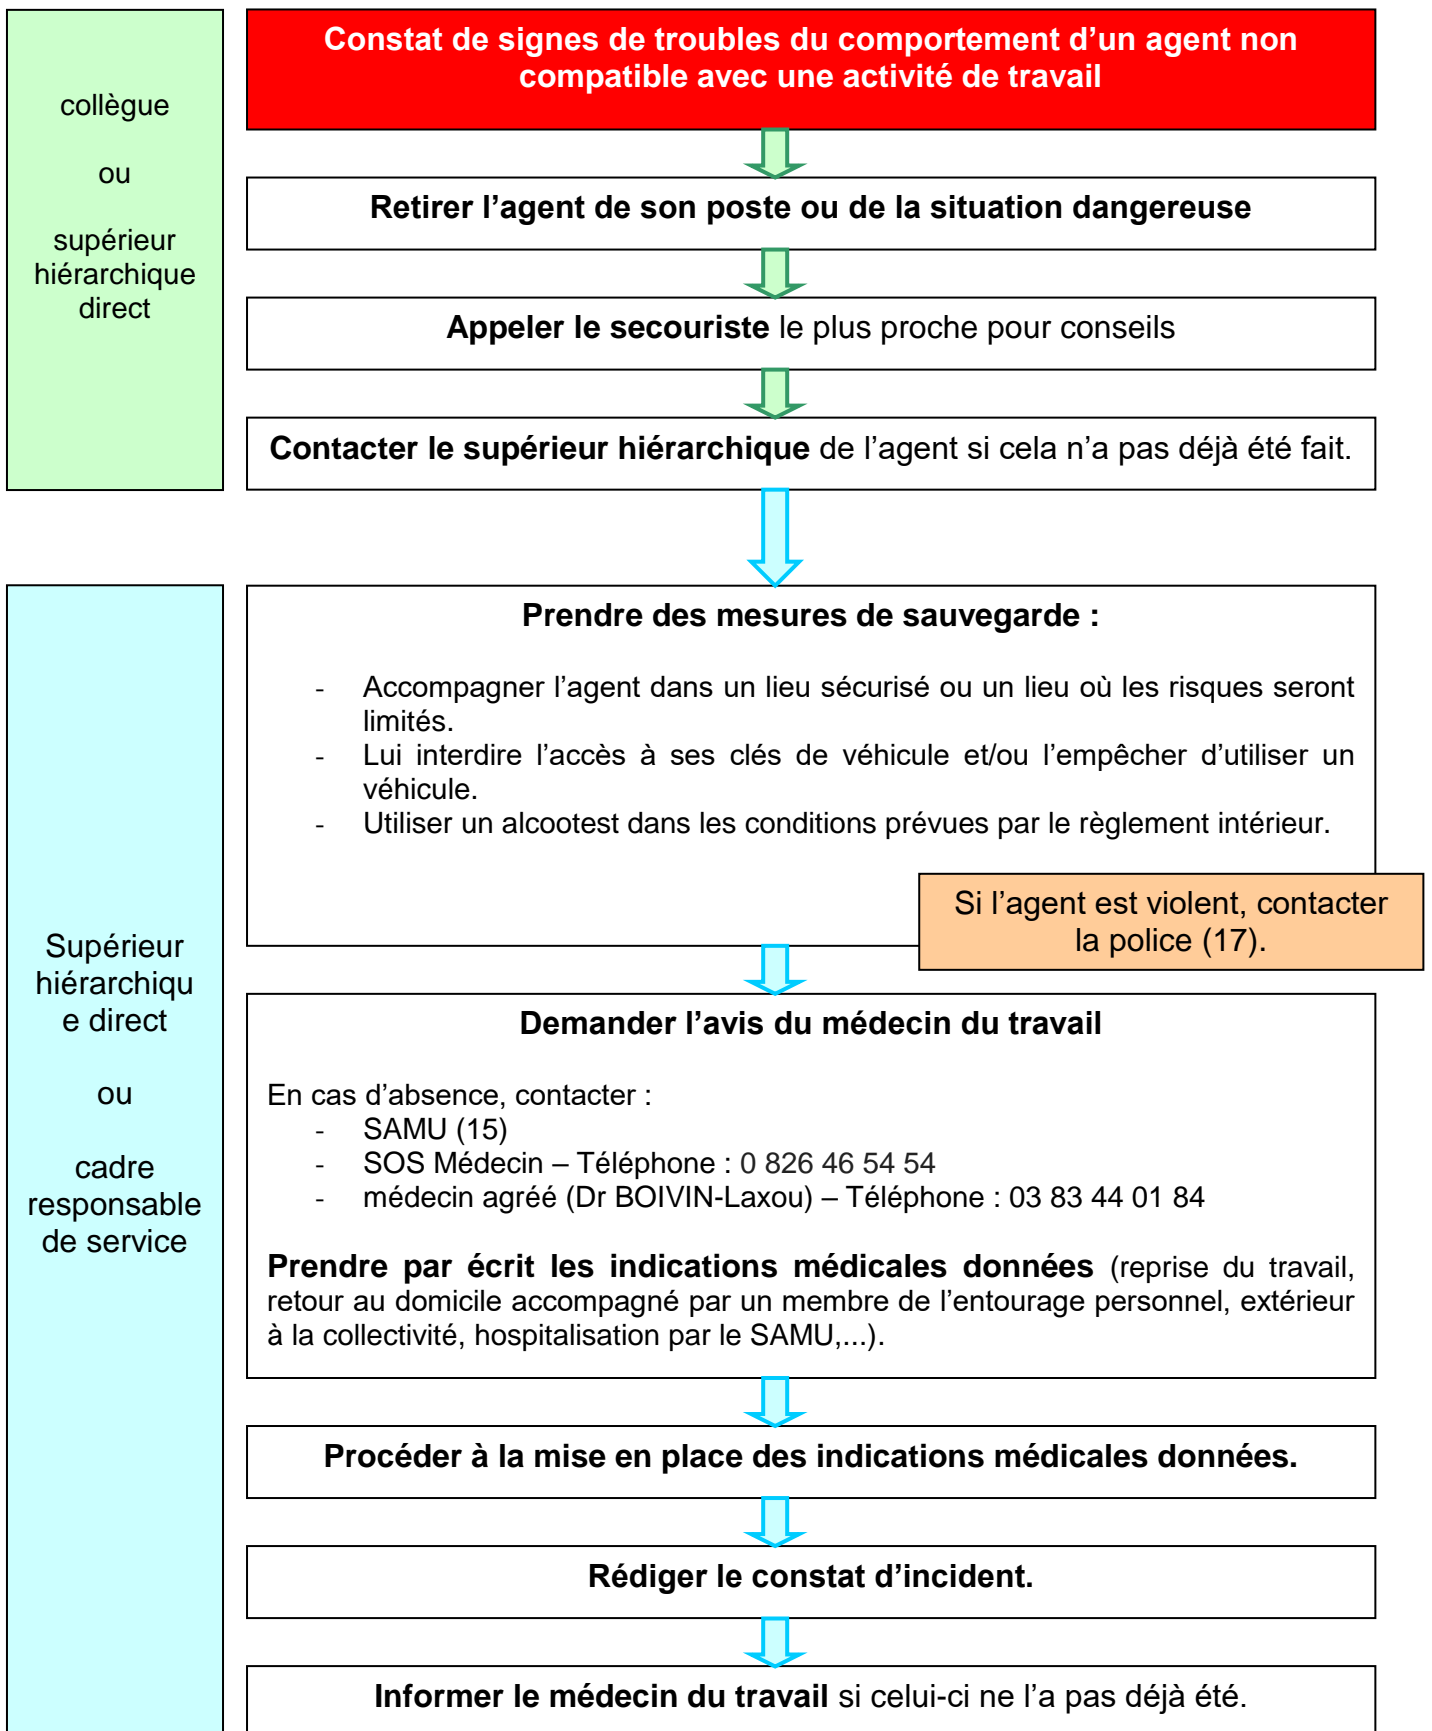 collègue
ou
supérieur
hiérarchique
direct
Constat de signes de troubles du comportement d’un agent non
compatible avec une activité de travail
Retirer l’agent de son poste ou de la situation dangereuse
Appeler le secouriste le plus proche pour conseils
Contacter le supérieur hiérarchique de l’agent si cela n’a pas déjà été fait.
Supérieur
hiérarchiqu
e direct
ou
cadre
responsable
de service
Prendre des mesures de sauvegarde :
- Accompagner l’agent dans un lieu sécurisé ou un lieu où les risques seront
limités.
- Lui interdire l’accès à ses clés de véhicule et/ou l’empêcher d’utiliser un
véhicule.
- Utiliser un alcootest dans les conditions prévues par le règlement intérieur.
Si l’agent est violent, contacter
la police (17).
Demander l’avis du médecin du travail
En cas d’absence, contacter :
- SAMU (15)
- SOS Médecin – Téléphone : 0 826 46 54 54
- médecin agréé (Dr BOIVIN-Laxou) – Téléphone : 03 83 44 01 84
Prendre par écrit les indications médicales données (reprise du travail,
retour au domicile accompagné par un membre de l’entourage personnel, extérieur
à la collectivité, hospitalisation par le SAMU,...).
Procéder à la mise en place des indications médicales données.
Rédiger le constat d’incident.
Informer le médecin du travail si celui-ci ne l’a pas déjà été.